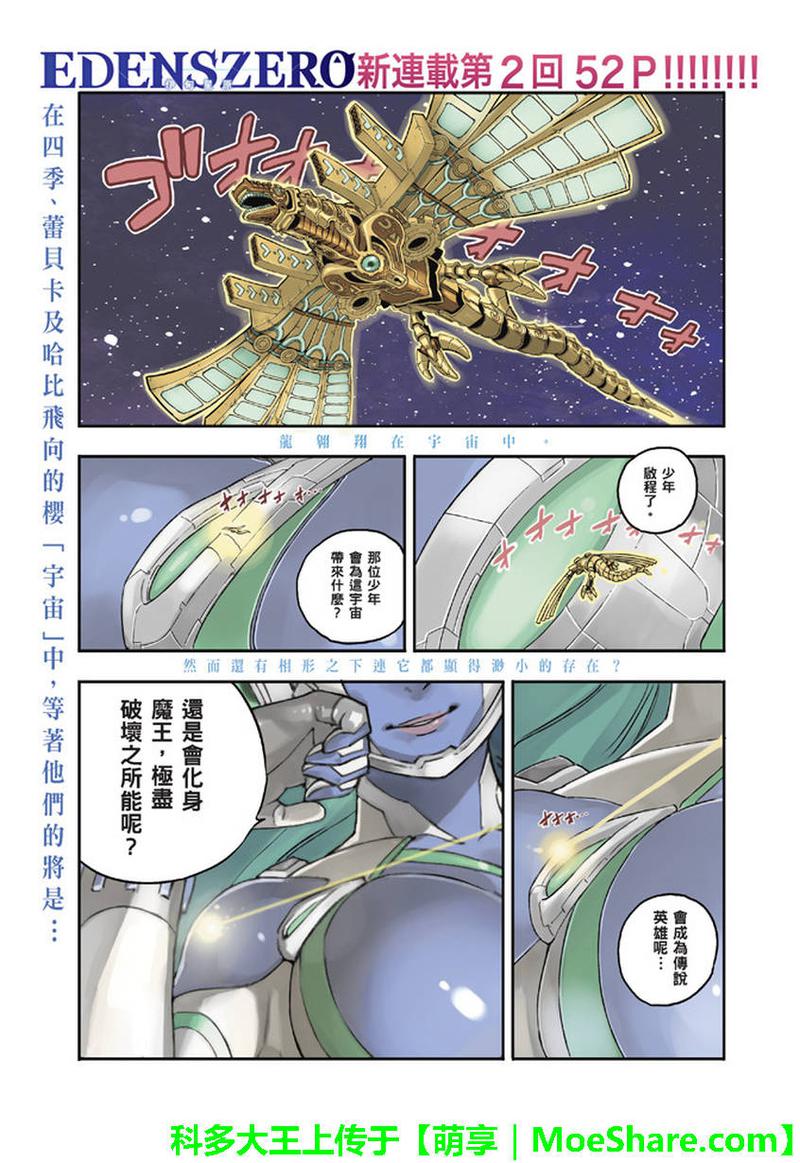 EDENSZERO新連載第2回52P!!!!!!!!
在四季、蕾貝卡及哈比飛向的櫻「宇宙」中,等著他們的將是…
ゴオオオオ
オオオオ
龍翱翔在宇宙中。
少年
啟程了。
オオオオオ
オオオオオ…
那位少年
會為這宇宙
帶來什麼?
然而還有相形之下連它都顯得渺小的存在?
會成為傳說
英雄呢…
オオ…
還是會化身
魔王,極盡
破壞之所能呢?
科多大王上传于【萌享｜MoeShare.com】